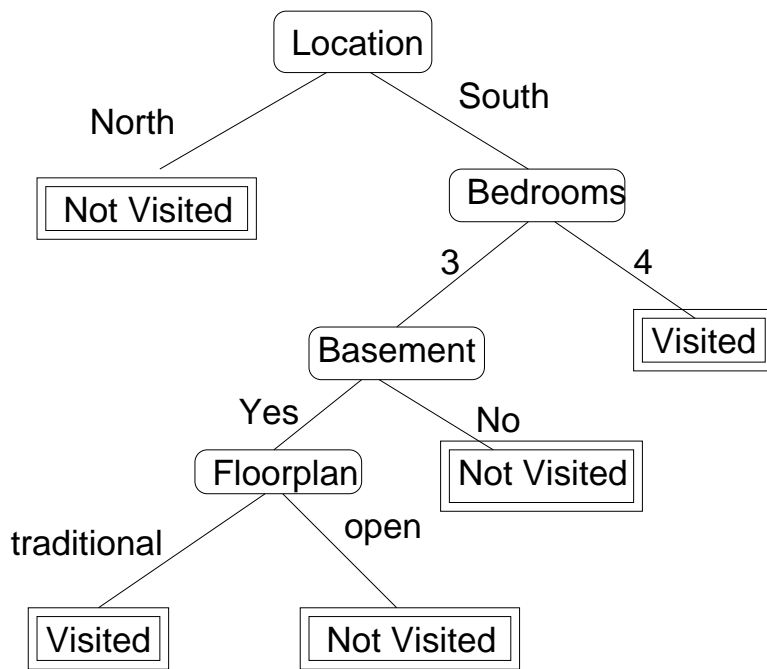 Location
North
South
Not Visited
Bedrooms
3
4
Basement
Visited
Yes
No
Floorplan
Not Visited
traditional
open
Visited
Not Visited